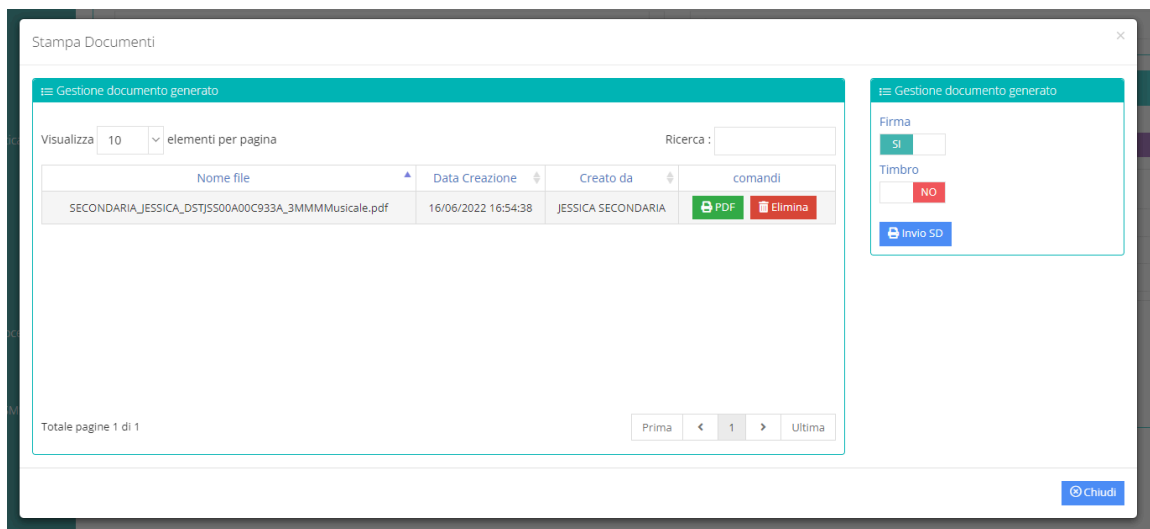 Stampa Documenti
×
Gestione documento generato
Visualizza 10 elementi per pagina
Ricerca :
Nome file Data Creazione Creato da comandi
SECONDARIA_JESSICA_DSTJSS00A00C933A_3MMMMusicale.pdf 16/06/2022 16:54:38 JESSICA SECONDARIA PDF Elimina
Totale pagine 1 di 1
Prima 1 Ultima
Gestione documento generato
Firma
SI
Timbro
NO
Invio SD
Chiudi